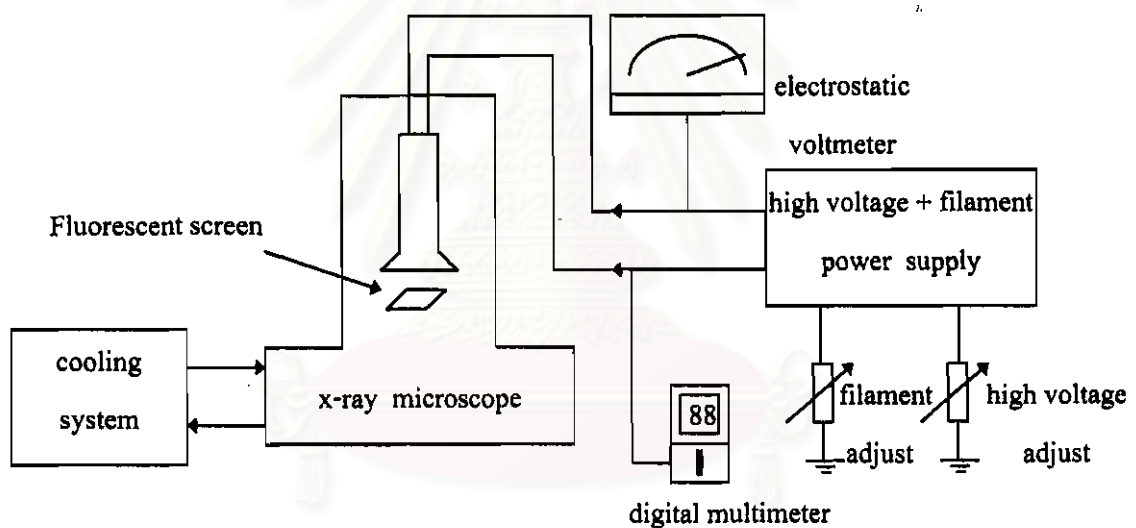 electrostatic
voltmeter
high voltage + filament
power supply
Fluorescent screen
cooling
system
x-ray microscope
88
filament
adjust
high voltage
adjust
digital multimeter